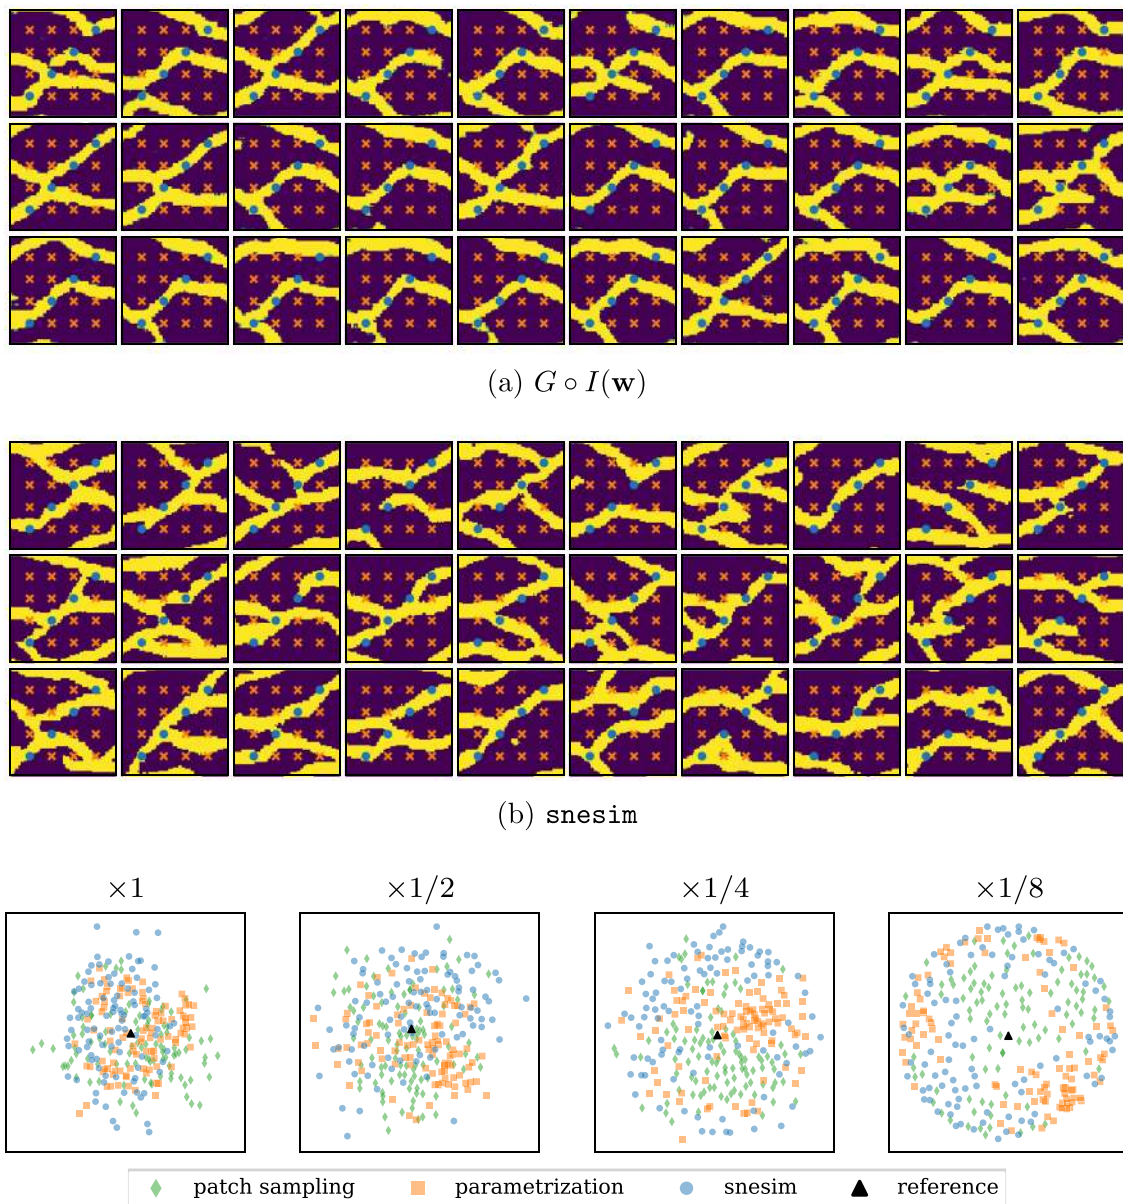 (a) G ∘ I(w)
(b) snesim
×1 ×1/2 ×1/4 ×1/8
patch sampling parametrization snesim reference